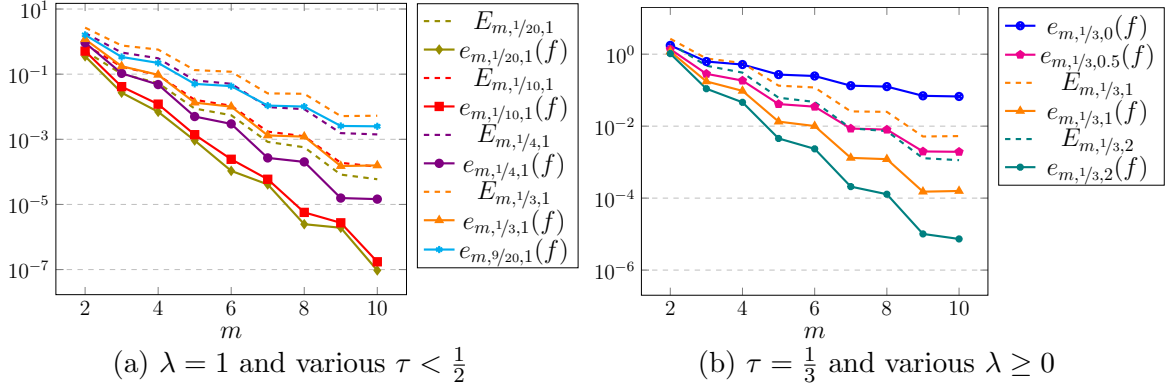 10^1
10^{-1}
10^{-3}
10^{-5}
10^{-7}
2 4 6 8 10
m
E_{m,1/20,1}
e_{m,1/20,1}(f)
E_{m,1/10,1}
e_{m,1/10,1}(f)
E_{m,1/4,1}
e_{m,1/4,1}(f)
E_{m,1/3,1}
e_{m,1/3,1}(f)
e_{m,9/20,1}(f)
(a) λ = 1 and various τ < 1/2
10^0
10^{-2}
10^{-4}
10^{-6}
2 4 6 8 10
m
e_{m,1/3,0}(f)
e_{m,1/3,0.5}(f)
E_{m,1/3,1}
e_{m,1/3,1}(f)
E_{m,1/3,2}
e_{m,1/3,2}(f)
(b) τ = 1/3 and various λ ≥ 0